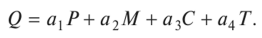 Q = a₁P + a₂M + a₃C + a₄T.